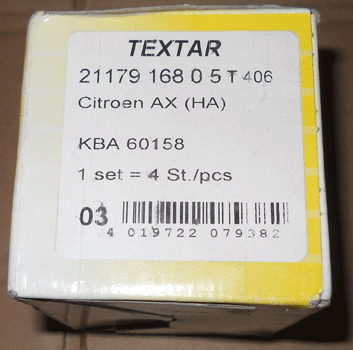 TEXTAR
21179 168 0 5 T 406
Citroen AX (HA)
KBA 60158
1 set = 4 St./pcs
03
4 019722 079382